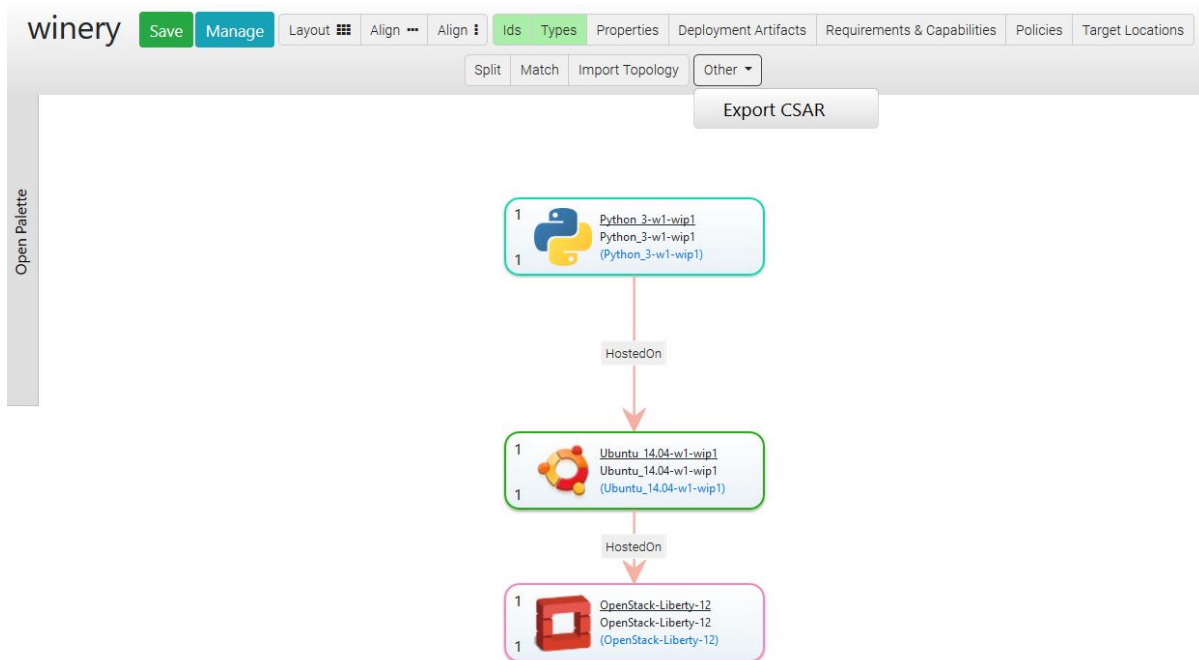 winery Save Manage Layout Align Align Ids Types Properties Deployment Artifacts Requirements & Capabilities Policies Target Locations
Split Match Import Topology Other
Export CSAR
Open Palette
1
Python_3-w1-wip1
Python_3-w1-wip1
(Python_3-w1-wip1)
1
HostedOn
1
Ubuntu_14.04-w1-wip1
Ubuntu_14.04-w1-wip1
(Ubuntu_14.04-w1-wip1)
1
HostedOn
1
OpenStack-Liberty-12
OpenStack-Liberty-12
(OpenStack-Liberty-12)
1